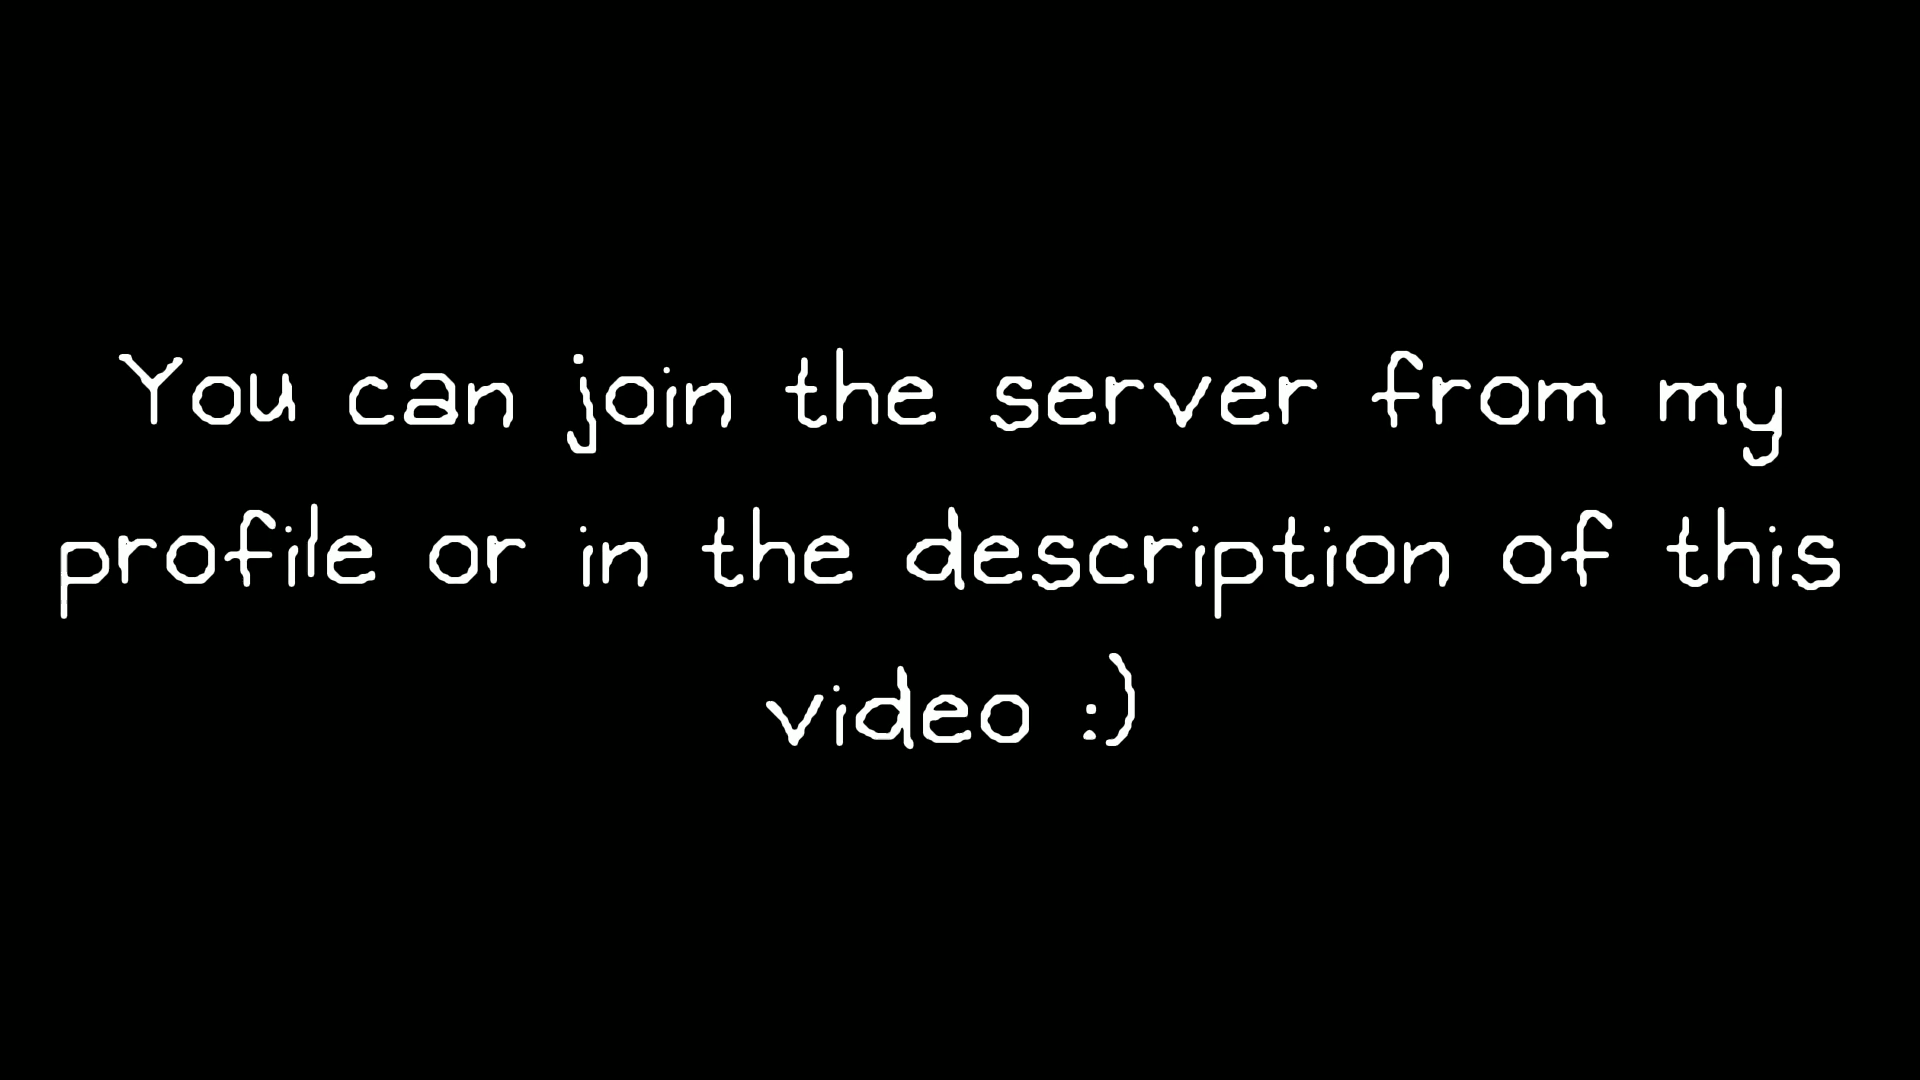 You can join the server from my
profile or in the description of this
video :)